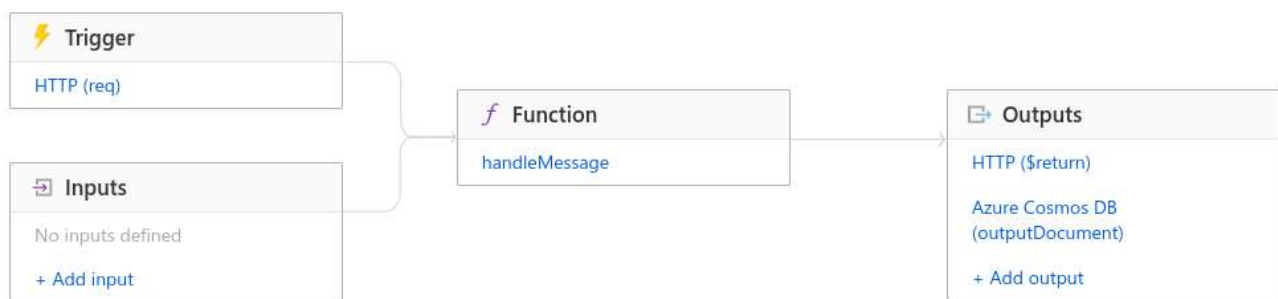 Trigger
HTTP (req)
Inputs
No inputs defined
+ Add input
Function
handleMessage
Outputs
HTTP ($return)
Azure Cosmos DB
(outputDocument)
+ Add output